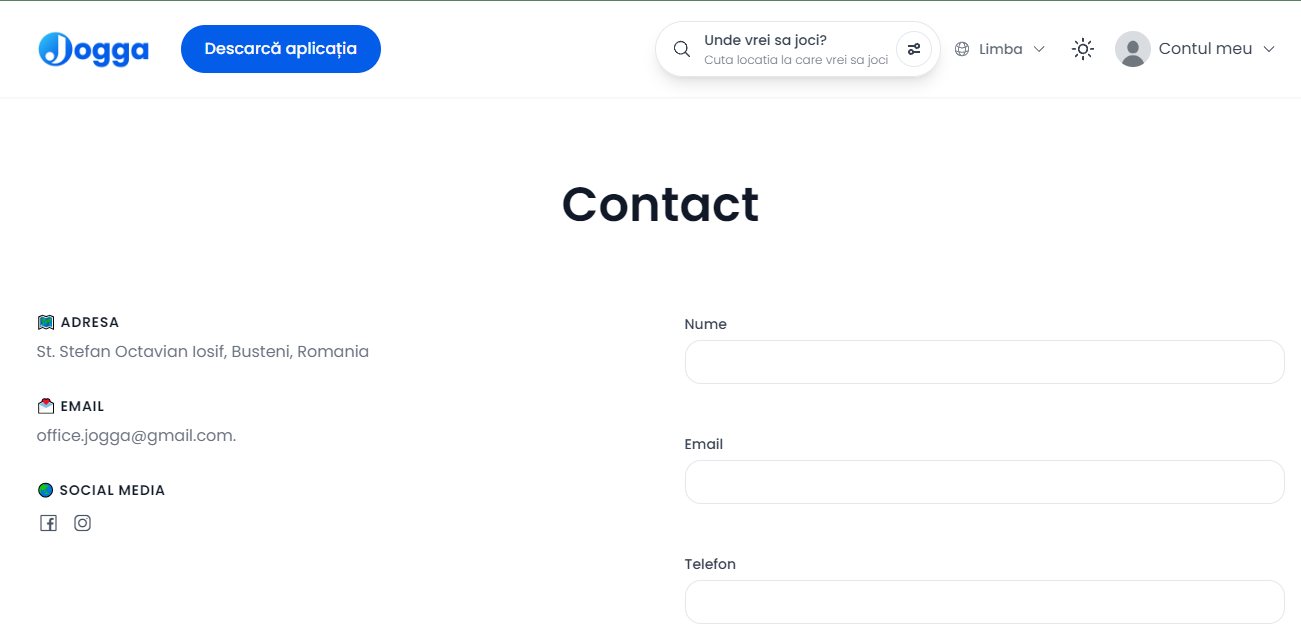 Jogga
Descarcă aplicația
Unde vrei sa joci?
Cuta locatia la care vrei sa joci
Limba
Contul meu
Contact
ADRESA
St. Stefan Octavian Iosif, Busteni, Romania
EMAIL
office.jogga@gmail.com.
SOCIAL MEDIA
Nume
Email
Telefon